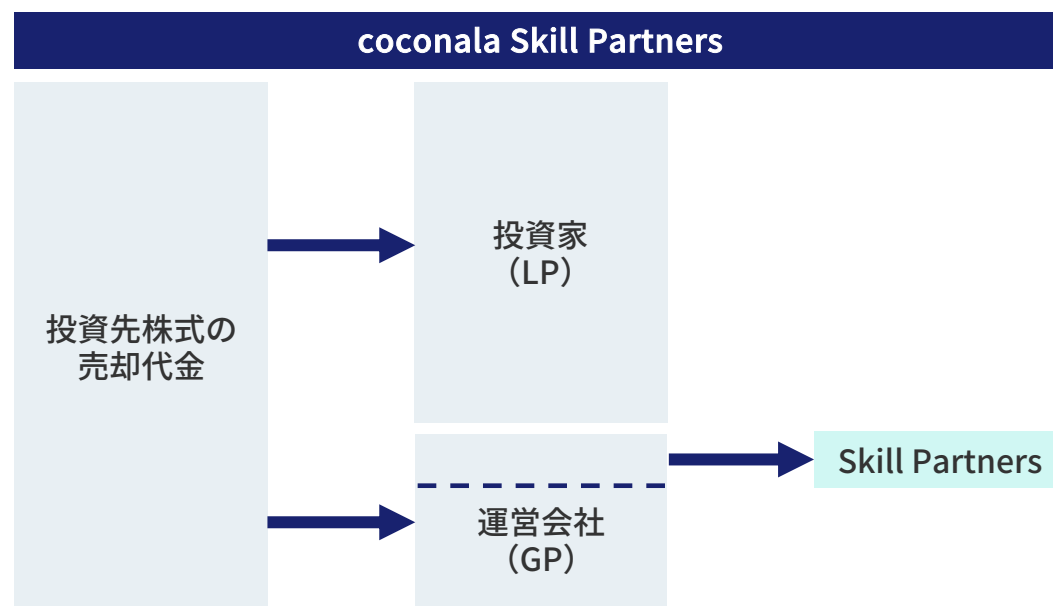 coconala Skill Partners
投資先株式の
売却代金
投資家
（LP）
Skill Partners
運営会社
（GP）